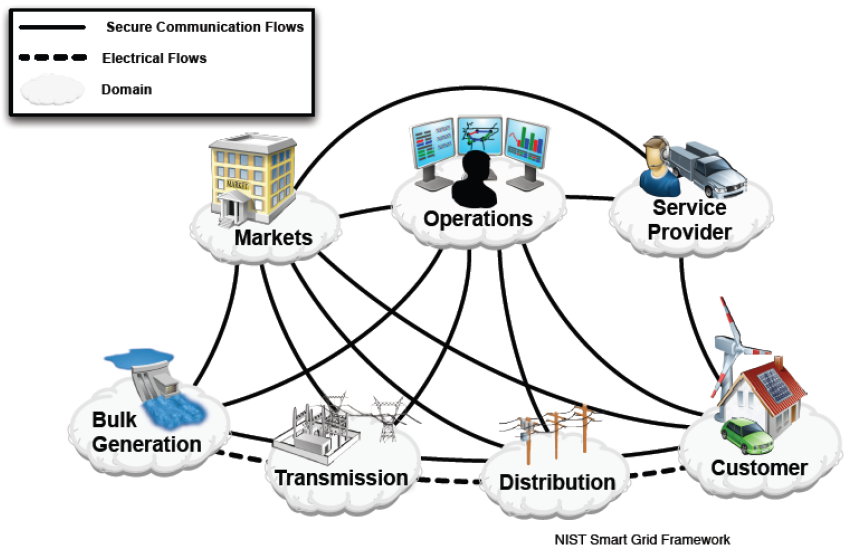 Secure Communication Flows
Electrical Flows
Domain
MARKET
Operations
Service
Provider
Markets
Bulk
Generation
Transmission
Distribution
Customer
NIST Smart Grid Framework